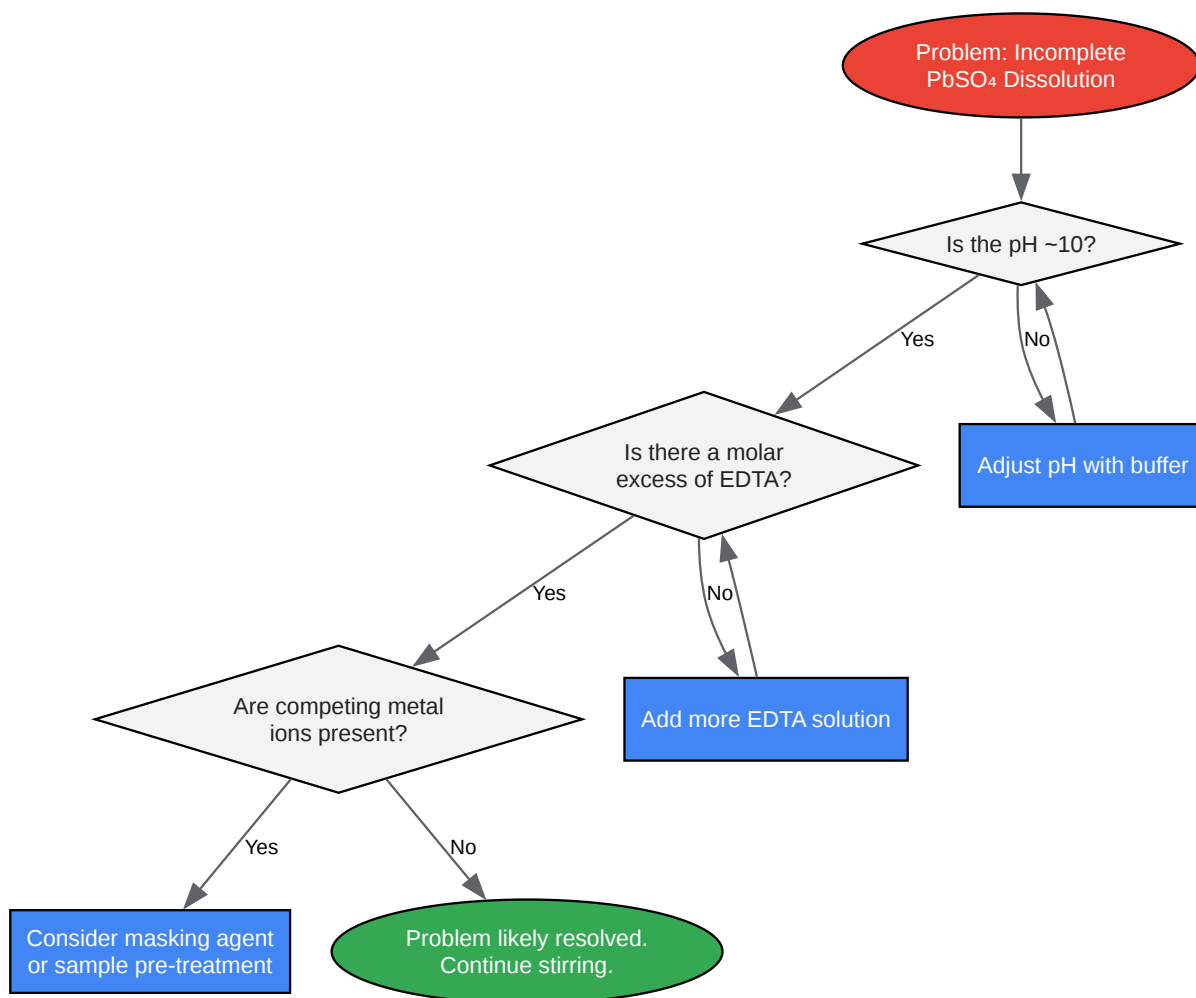 Problem: Incomplete
PbSO₄ Dissolution
Is the pH ~10?
Yes
No
Is there a molar
excess of EDTA?
Adjust pH with buffer
Yes
No
Are competing metal
ions present?
Add more EDTA solution
Yes
No
Consider masking agent
or sample pre-treatment
Problem likely resolved.
Continue stirring.